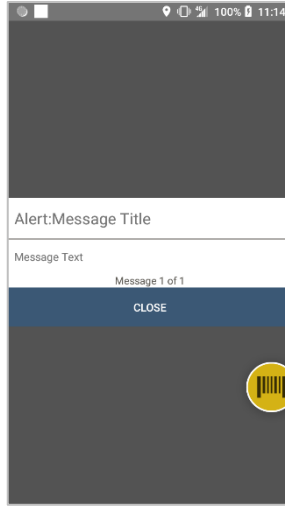 100% 11:14
Alert:Message Title
Message Text
Message 1 of 1
CLOSE